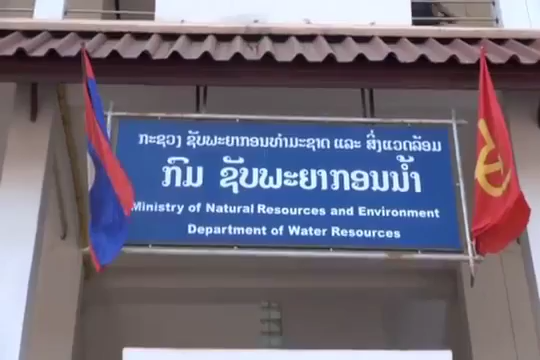 ກະຊວງ ຊັບພະຍາກອນທຳມະຊາດ ແລະ ສິ່ງແວດລ້ອມ
ກົມ ຊັບພະຍາກອນນ້ຳ
Ministry of Natural Resources and Environment
Department of Water Resources